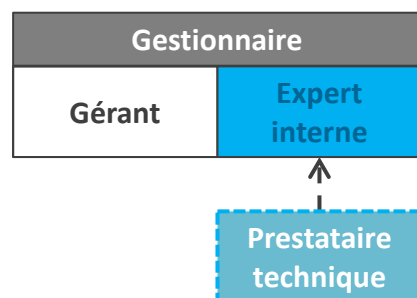 Gestionnaire
Gérant
Expert
interne
Prestataire
technique